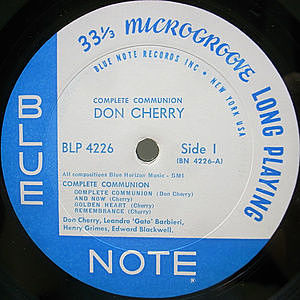 33⅓ MICROGROOVE LONG PLAYING
BLUE NOTE RECORDS INC • NEW YORK USA
COMPLETE COMMUNION
DON CHERRY
BLP 4226
Side 1
(BN 4226-A)
All compositions Blue Horizon Music - BMI
COMPLETE COMMUNION
COMPLETE COMMUNION (Don Cherry)
AND NOW (Cherry)
GOLDEN HEART (Cherry)
REMEMBRANCE (Cherry)
Don Cherry, Leandro "Gato" Barbieri,
Henry Grimes, Edward Blackwell.
BLUE
NOTE